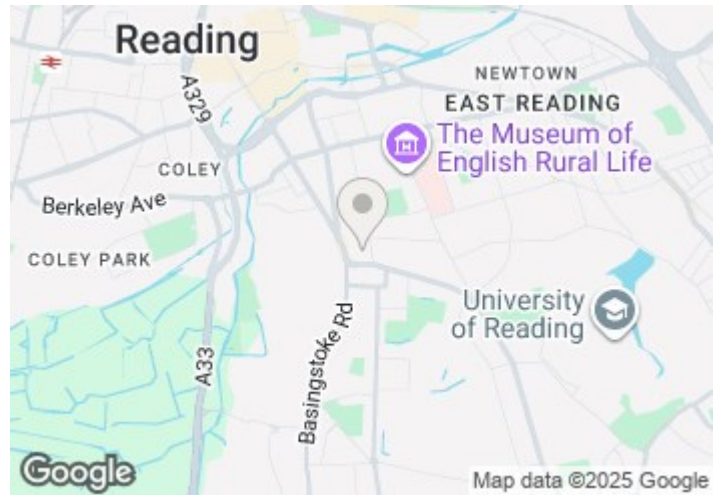 Reading
A329
NEWTOWN
EAST READING
The Museum of
English Rural Life
COLEY
Berkeley Ave
COLEY PARK
University
of Reading
A33
Basingstoke Rd
Google
Map data ©2025 Google